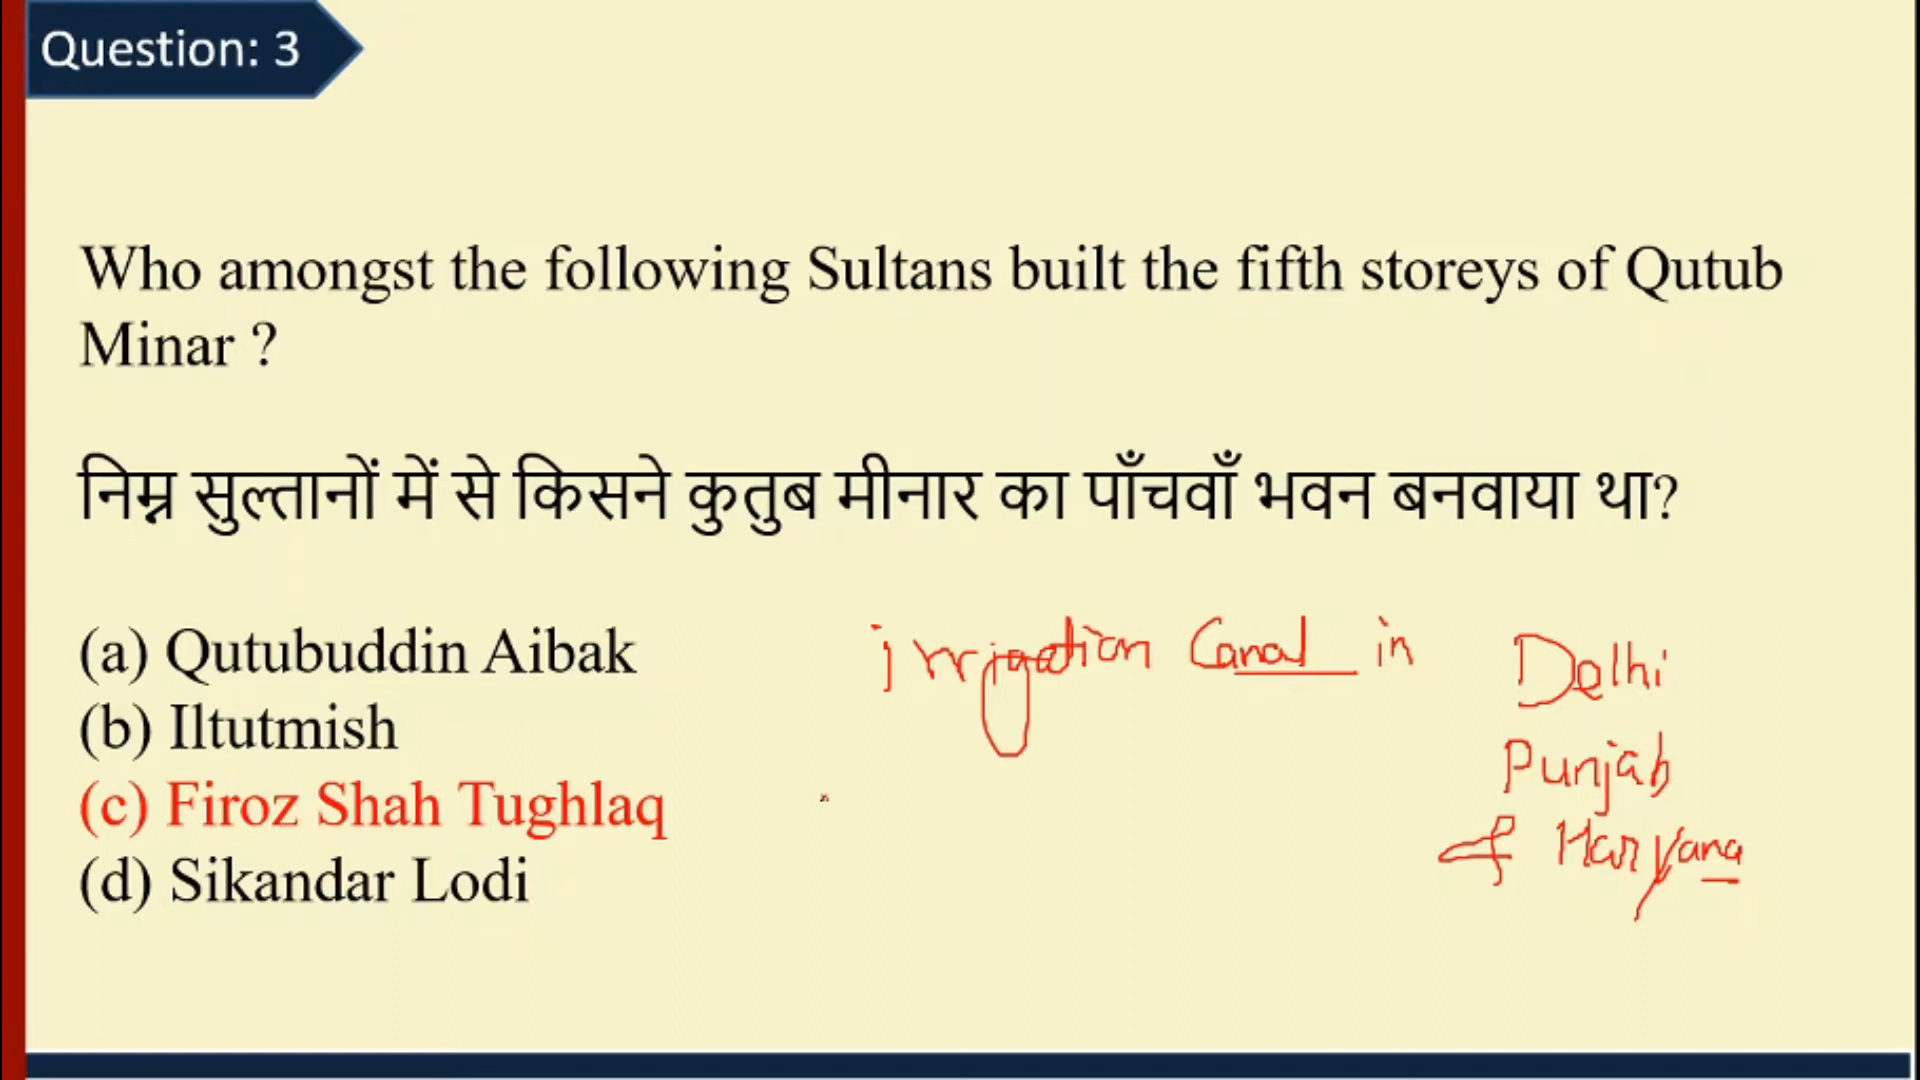 Question: 3
Who amongst the following Sultans built the fifth storeys of Qutub
Minar ?
निम्न सुल्तानों में से किसने कुतुब मीनार का पाँचवाँ भवन बनवाया था?
(a) Qutubuddin Aibak
(b) Iltutmish
(c) Firoz Shah Tughlaq
(d) Sikandar Lodi
irrigation Canal in Delhi
Punjab
& Haryana